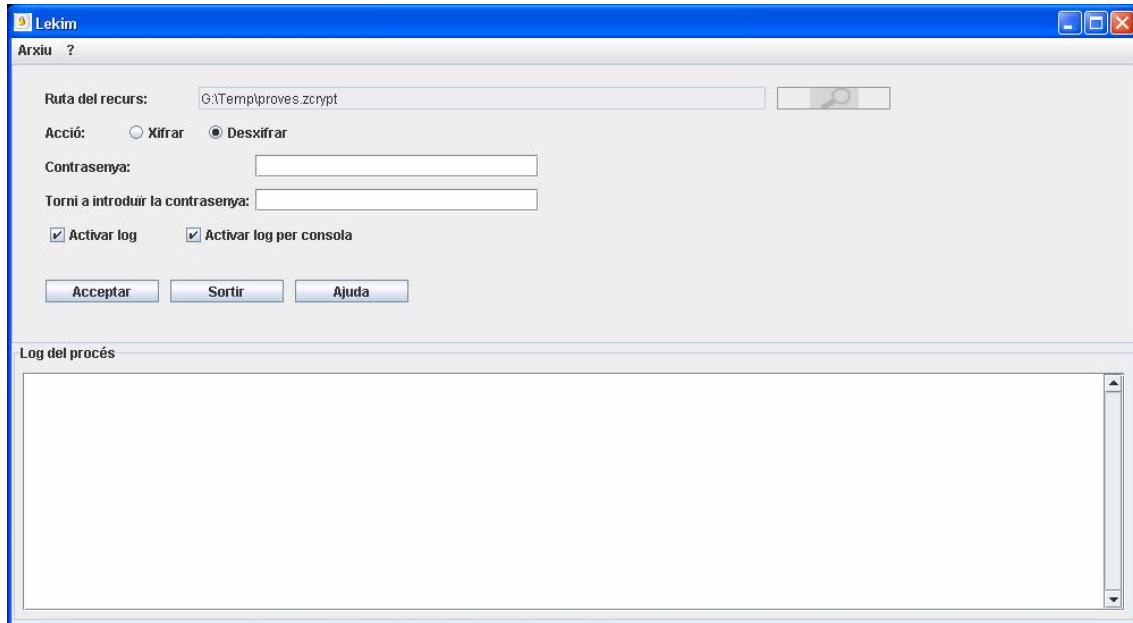 Lekim
Arxiu ?
Ruta del recurs: G:\Temp\proves.zcrypt
Acció: Xifrar Desxifrar
Contrasenya:
Torni a introduïr la contrasenya:
Activar log Activar log per consola
Acceptar Sortir Ajuda
Log del procés